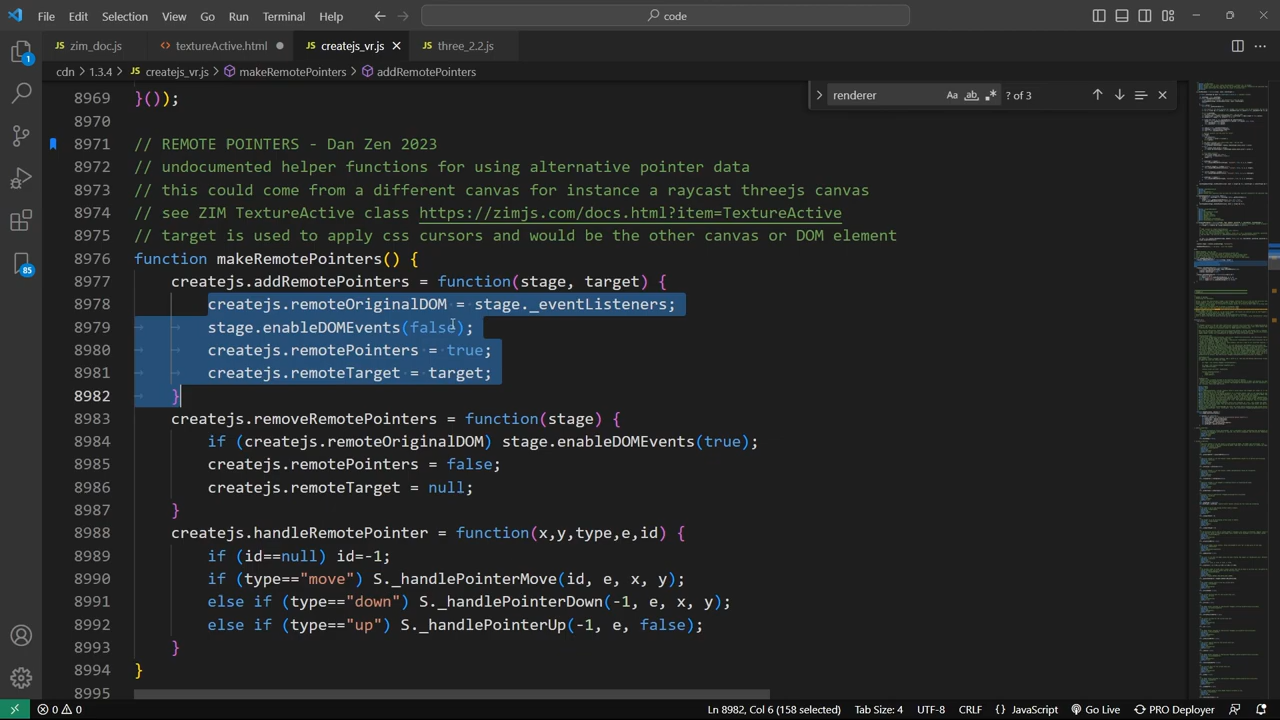 File Edit Selection View Go Run Terminal Help
code
zim_doc.js textureActive.html createjs_vr.js three_2.2.js
cdn > 1.3.4 > createjs_vr.js > makeRemotePointers > addRemotePointers
renderer ab ? of 3
8969 }());
8970
8971 // REMOTE POINTERS - Dan Zen 2023
8972 // undocumented helper function for using alternative pointer data
8973 // this could come from a different canvas for instance a raycast threejs canvas
8974 // see ZIM TextureActive class https://zimjs.com/docs.html?item=TextureActive
8975 // target is used to apply cursors and would be the other canvas or DOM element
8976 function makeRemotePointers() {
8977 createjs.addRemotePointers = function(stage, target) {
8978 createjs.remoteOriginalDOM = stage._eventListeners;
8979 stage.enableDOMEvents(false);
8980 createjs.remotePointers = true;
8981 createjs.remoteTarget = target;
8982 }
8983 createjs.removeRemotePointers = function(stage) {
8984 if (createjs.remoteOriginalDOM) stage.enableDOMEvents(true);
8985 createjs.remotePointers = false;
8986 createjs.remoteTarget = null;
8987 }
8988 createjs.handleRemotePointer = function(x,y,type,e,id) {
8989 if (id==null) id=-1;
8990 if (type=="move") S._handlePointerMove(id, e, x, y);
8991 else if (type=="down") S._handlePointerDown(-1, e, x, y);
8992 else if (type=="up") S._handlePointerUp(-1, e, false);
8993 }
8994 }
8995
1
85
0 0 Ln 8982, Col 6 (153 selected) Tab Size: 4 UTF-8 CRLF {} JavaScript Go Live PRO Deployer